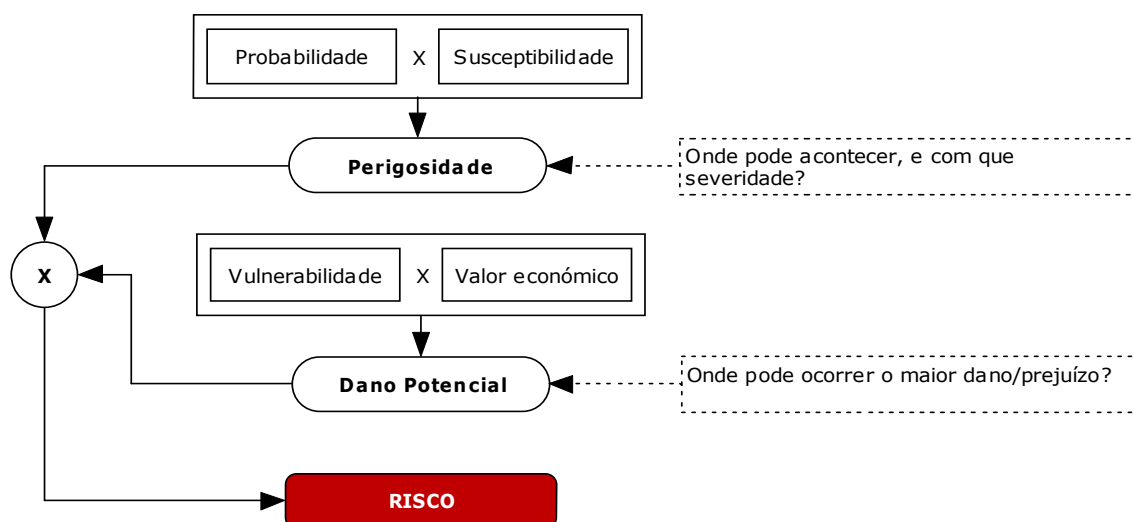 Probabilidade X Susceptibilidade
Perigosidade
Onde pode acontecer, e com que
severidade?
X
Vulnerabilidade X Valor económico
Dano Potencial
Onde pode ocorrer o maior dano/prejuízo?
RISCO